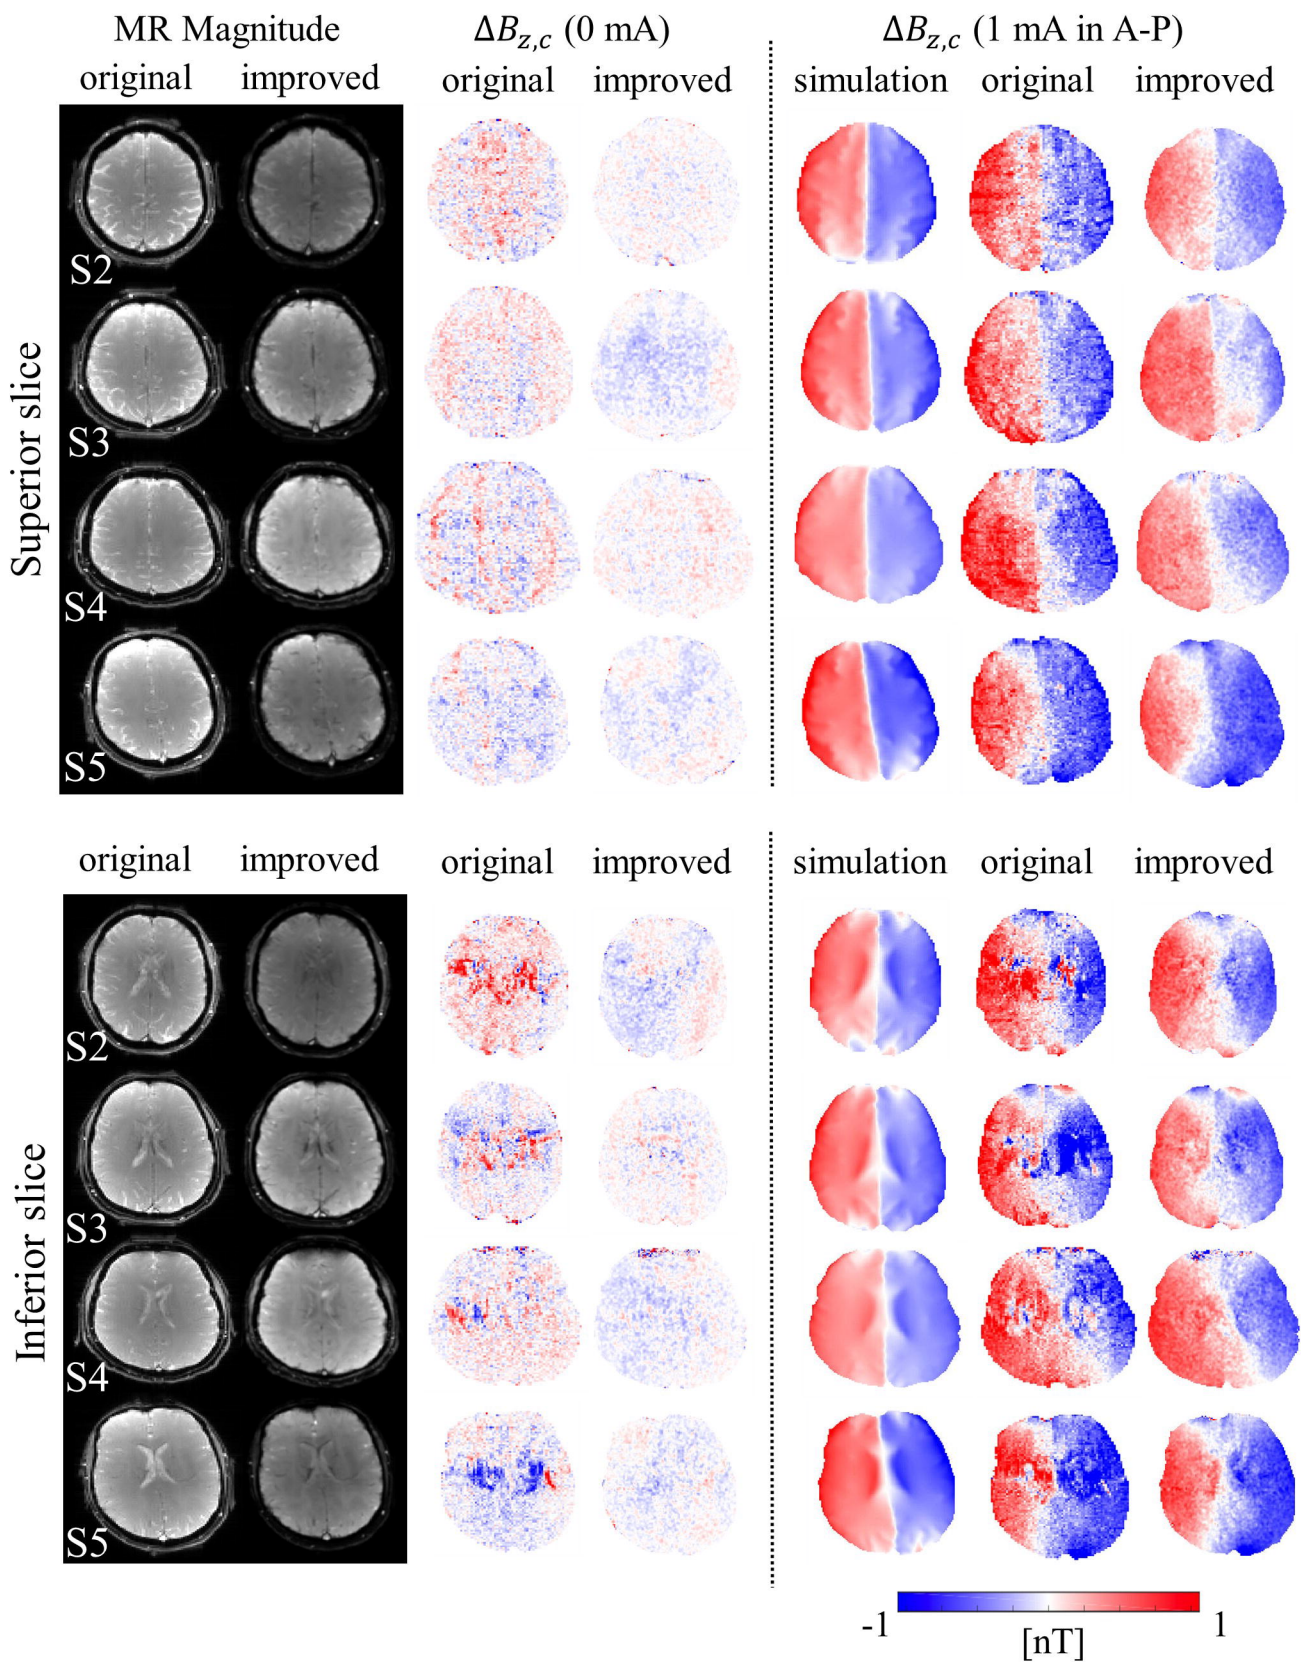 MR Magnitude
ΔB_{z,c} (0 mA)
ΔB_{z,c} (1 mA in A-P)
original
improved
original
improved
simulation
original
improved
Superior slice
S2
S3
S4
S5
original
improved
original
improved
simulation
original
improved
Inferior slice
S2
S3
S4
S5
-1
1
[nT]